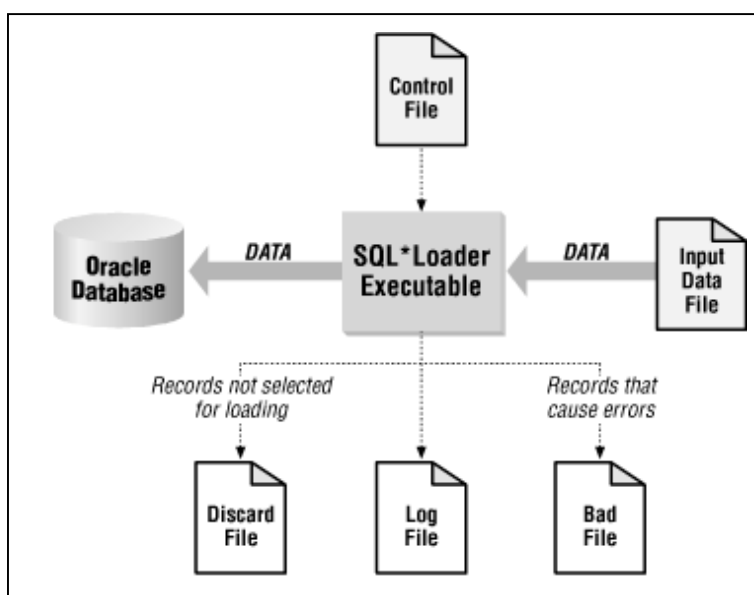 Control
File
Oracle
Database
DATA
SQL*Loader
Executable
DATA
Input
Data
File
Records not selected
for loading
Records that
cause errors
Discard
File
Log
File
Bad
File